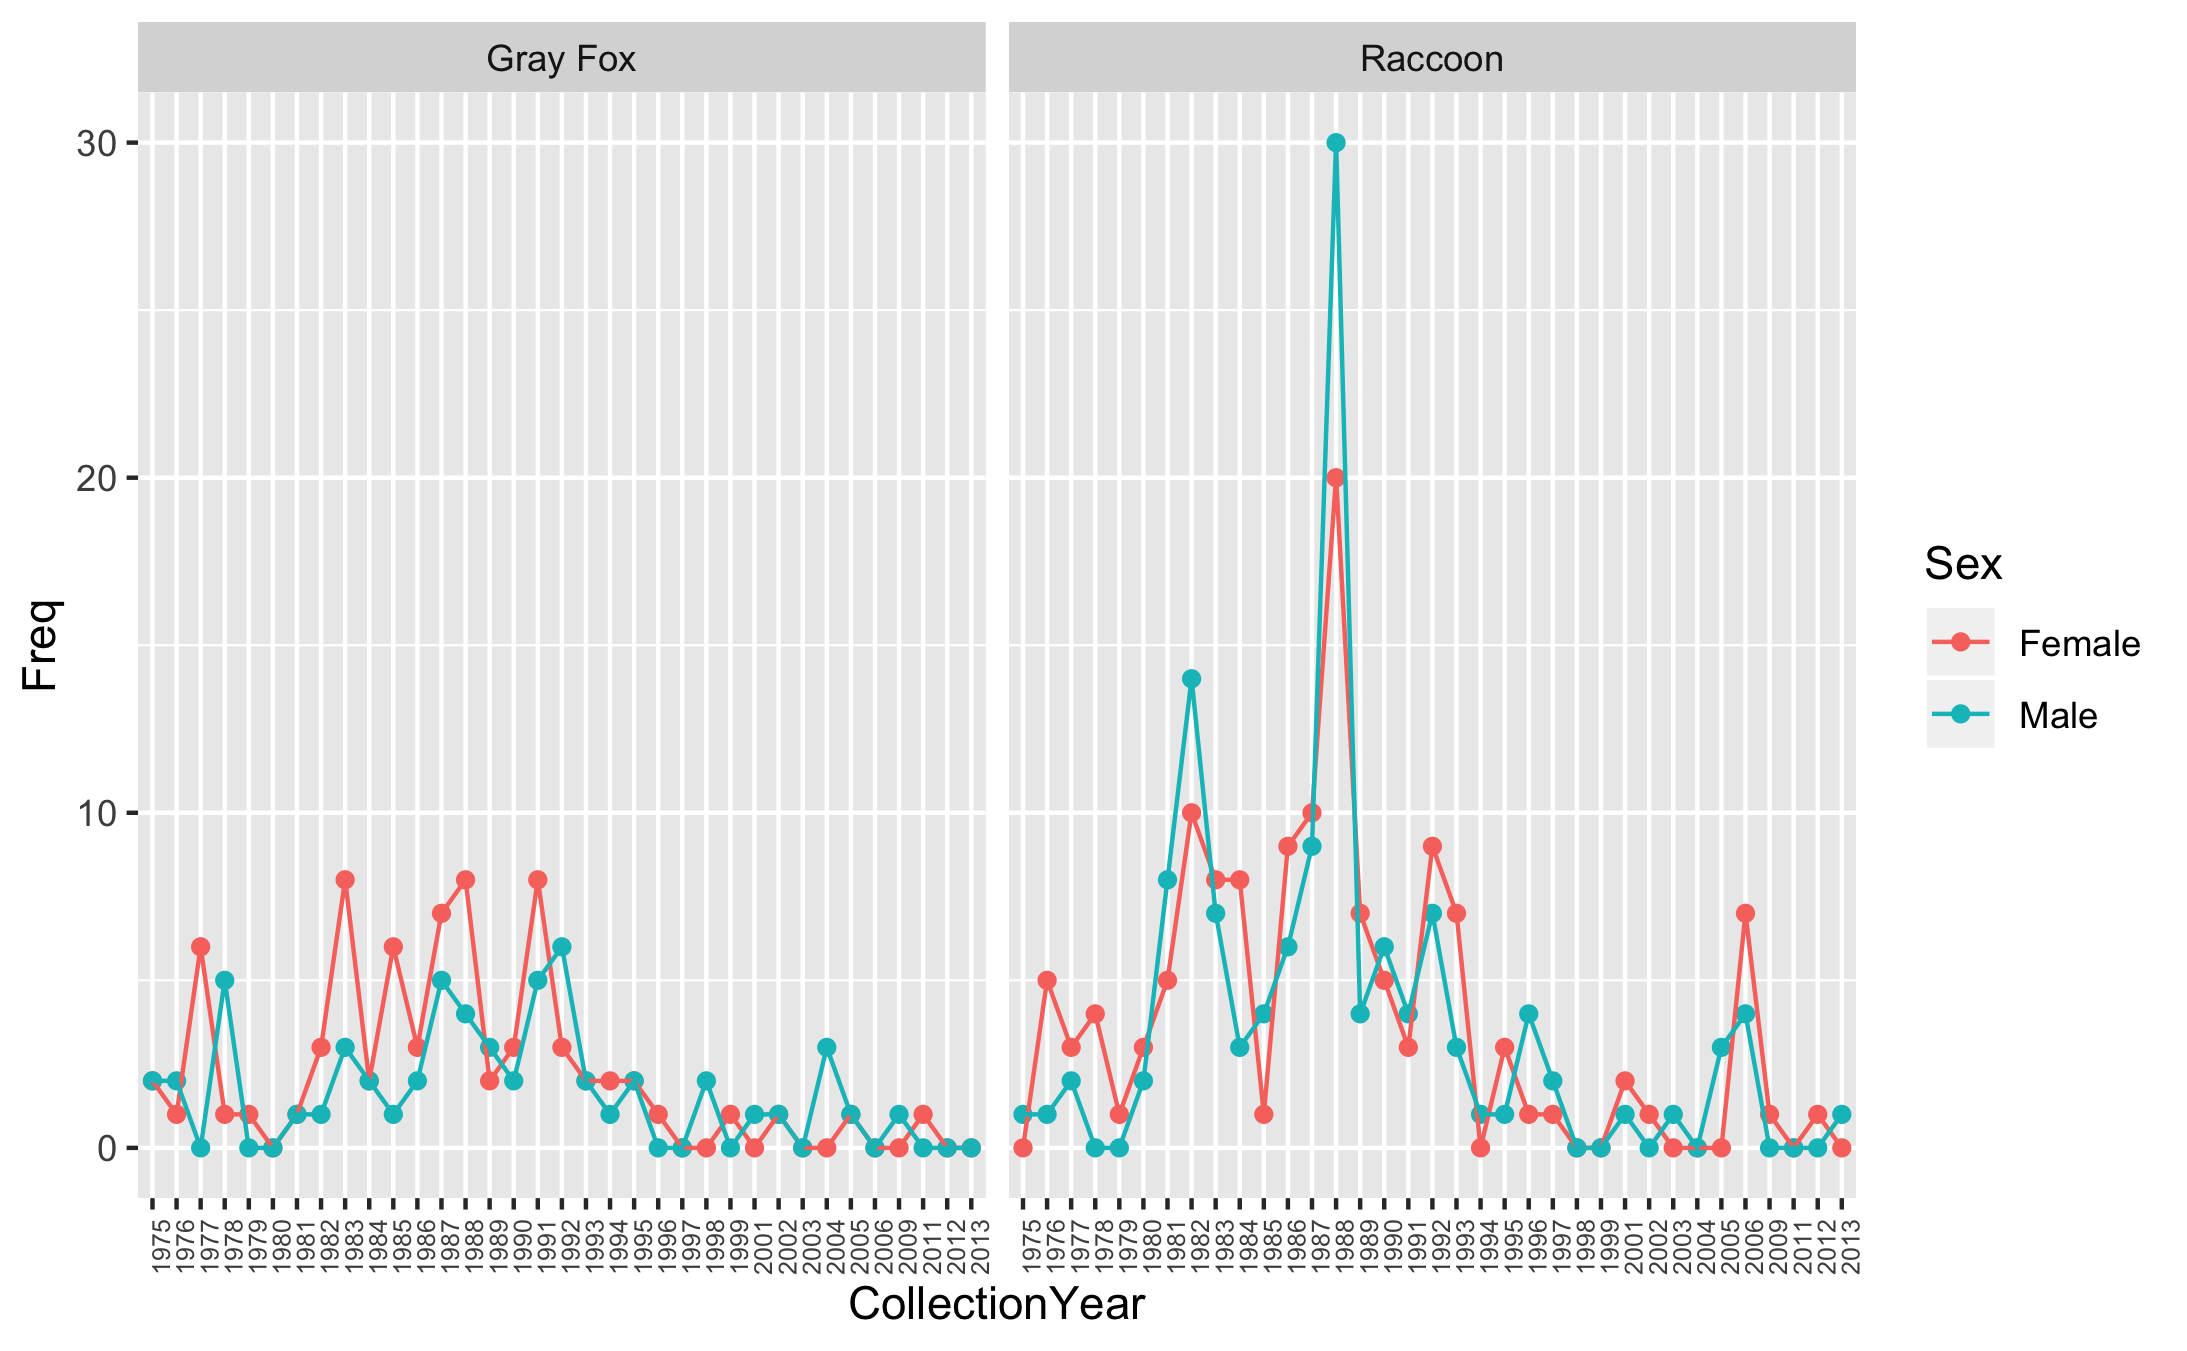 Gray Fox
Raccoon
30
20
10
0
Freq
1975 1976 1977 1978 1979 1980 1981 1982 1983 1984 1985 1986 1987 1988 1989 1990 1991 1992 1993 1994 1995 1996 1997 1998 1999 2001 2002 2003 2004 2005 2006 2009 2011 2012 2013
1975 1976 1977 1978 1979 1980 1981 1982 1983 1984 1985 1986 1987 1988 1989 1990 1991 1992 1993 1994 1995 1996 1997 1998 1999 2001 2002 2003 2004 2005 2006 2009 2011 2012 2013
CollectionYear
Sex
Female
Male